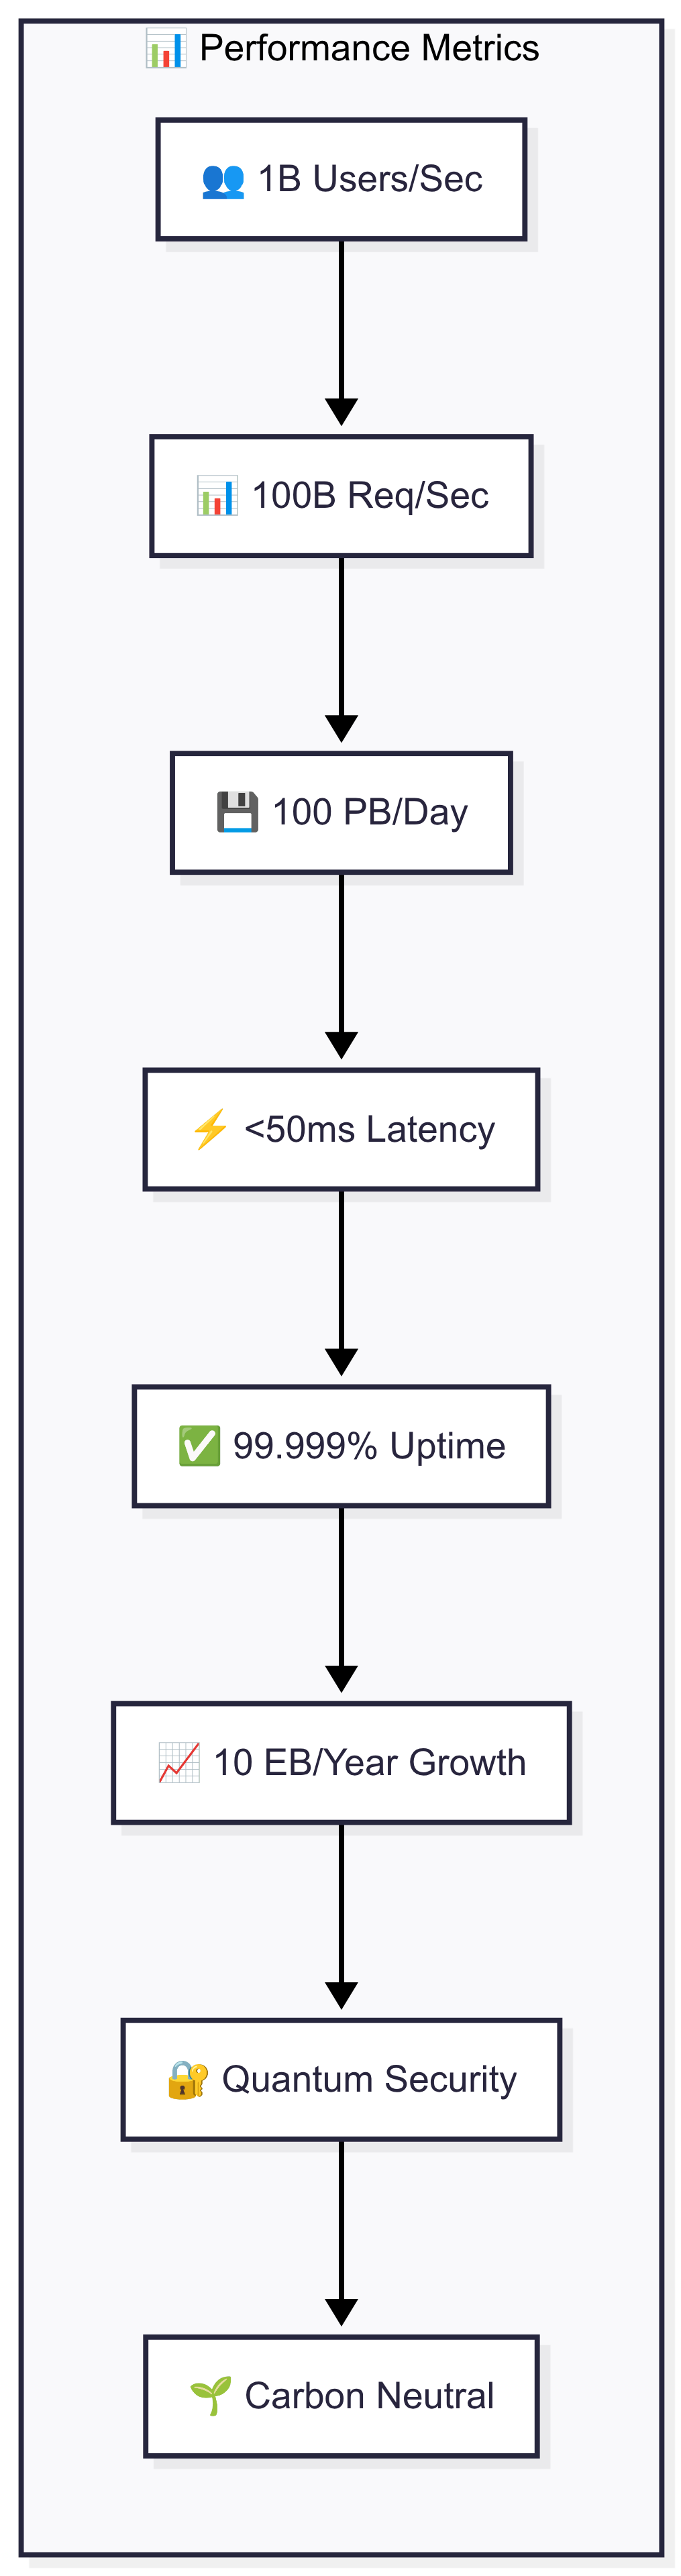 📊 Performance Metrics
👥 1B Users/Sec
📊 100B Req/Sec
💾 100 PB/Day
⚡ <50ms Latency
✅ 99.999% Uptime
📈 10 EB/Year Growth
🔐 Quantum Security
🌱 Carbon Neutral